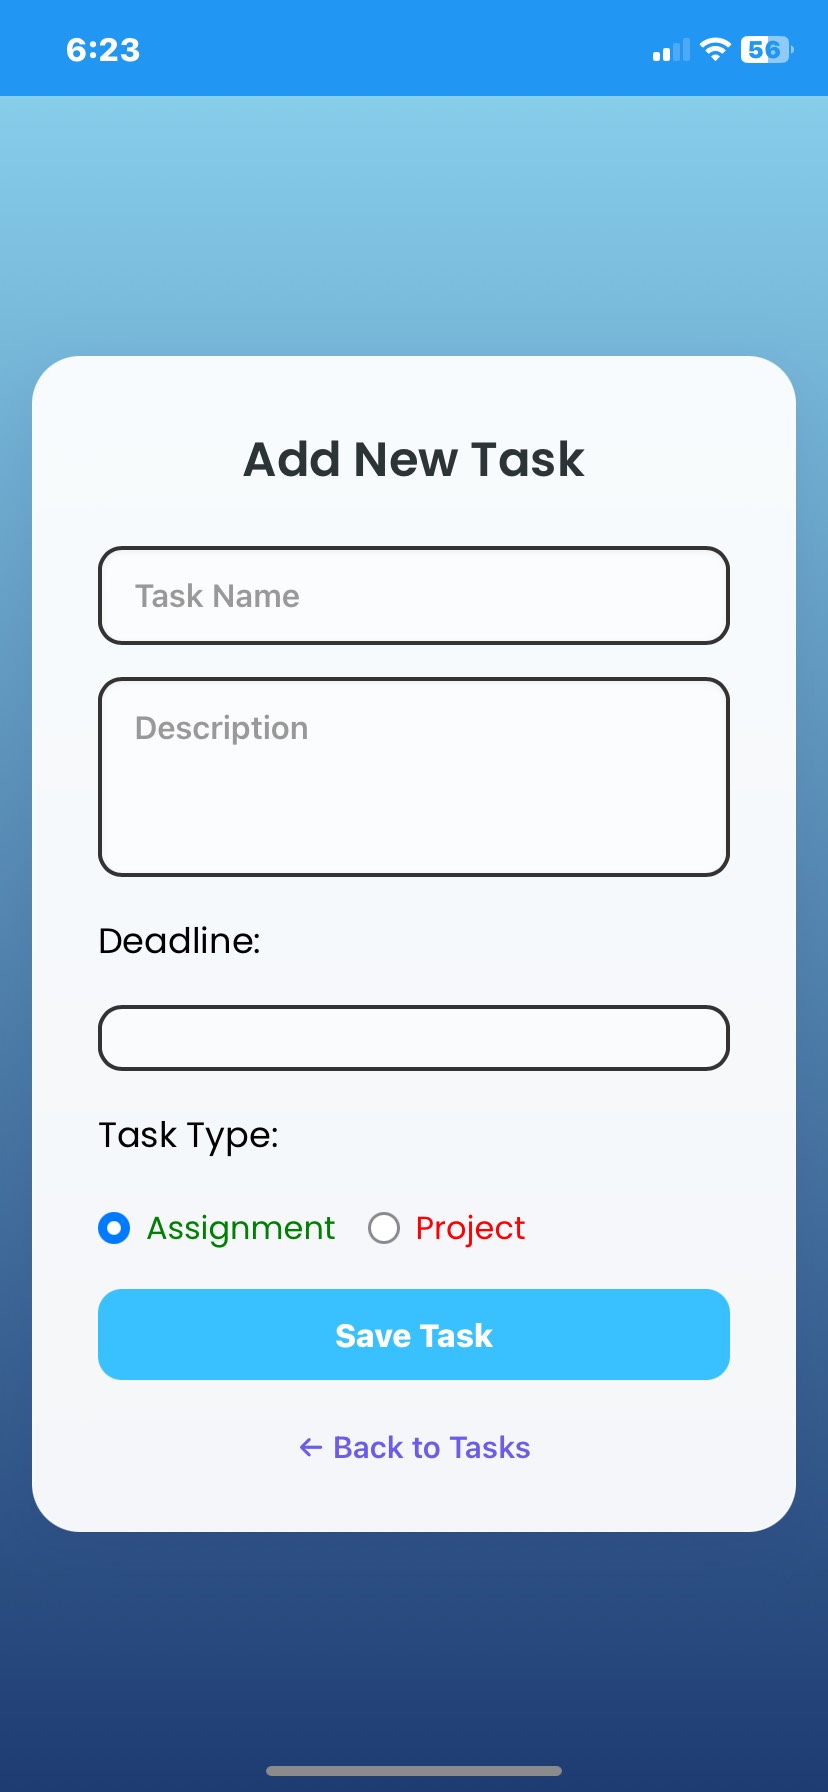 6:23
56
Add New Task
Task Name
Description
Deadline:
Task Type:
Assignment Project
Save Task
← Back to Tasks